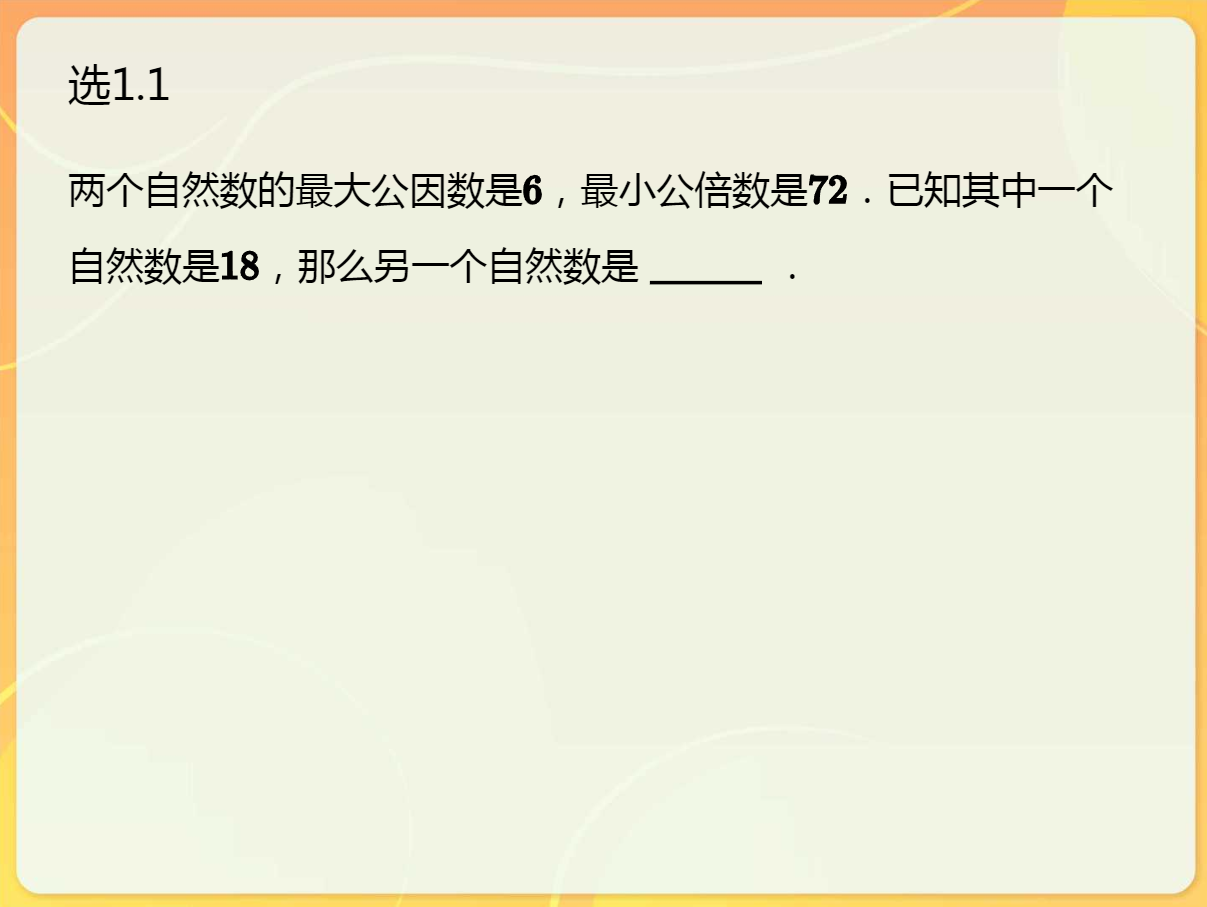 选1.1
两个自然数的最大公因数是6，最小公倍数是72．已知其中一个
自然数是18，那么另一个自然数是 ______ ．